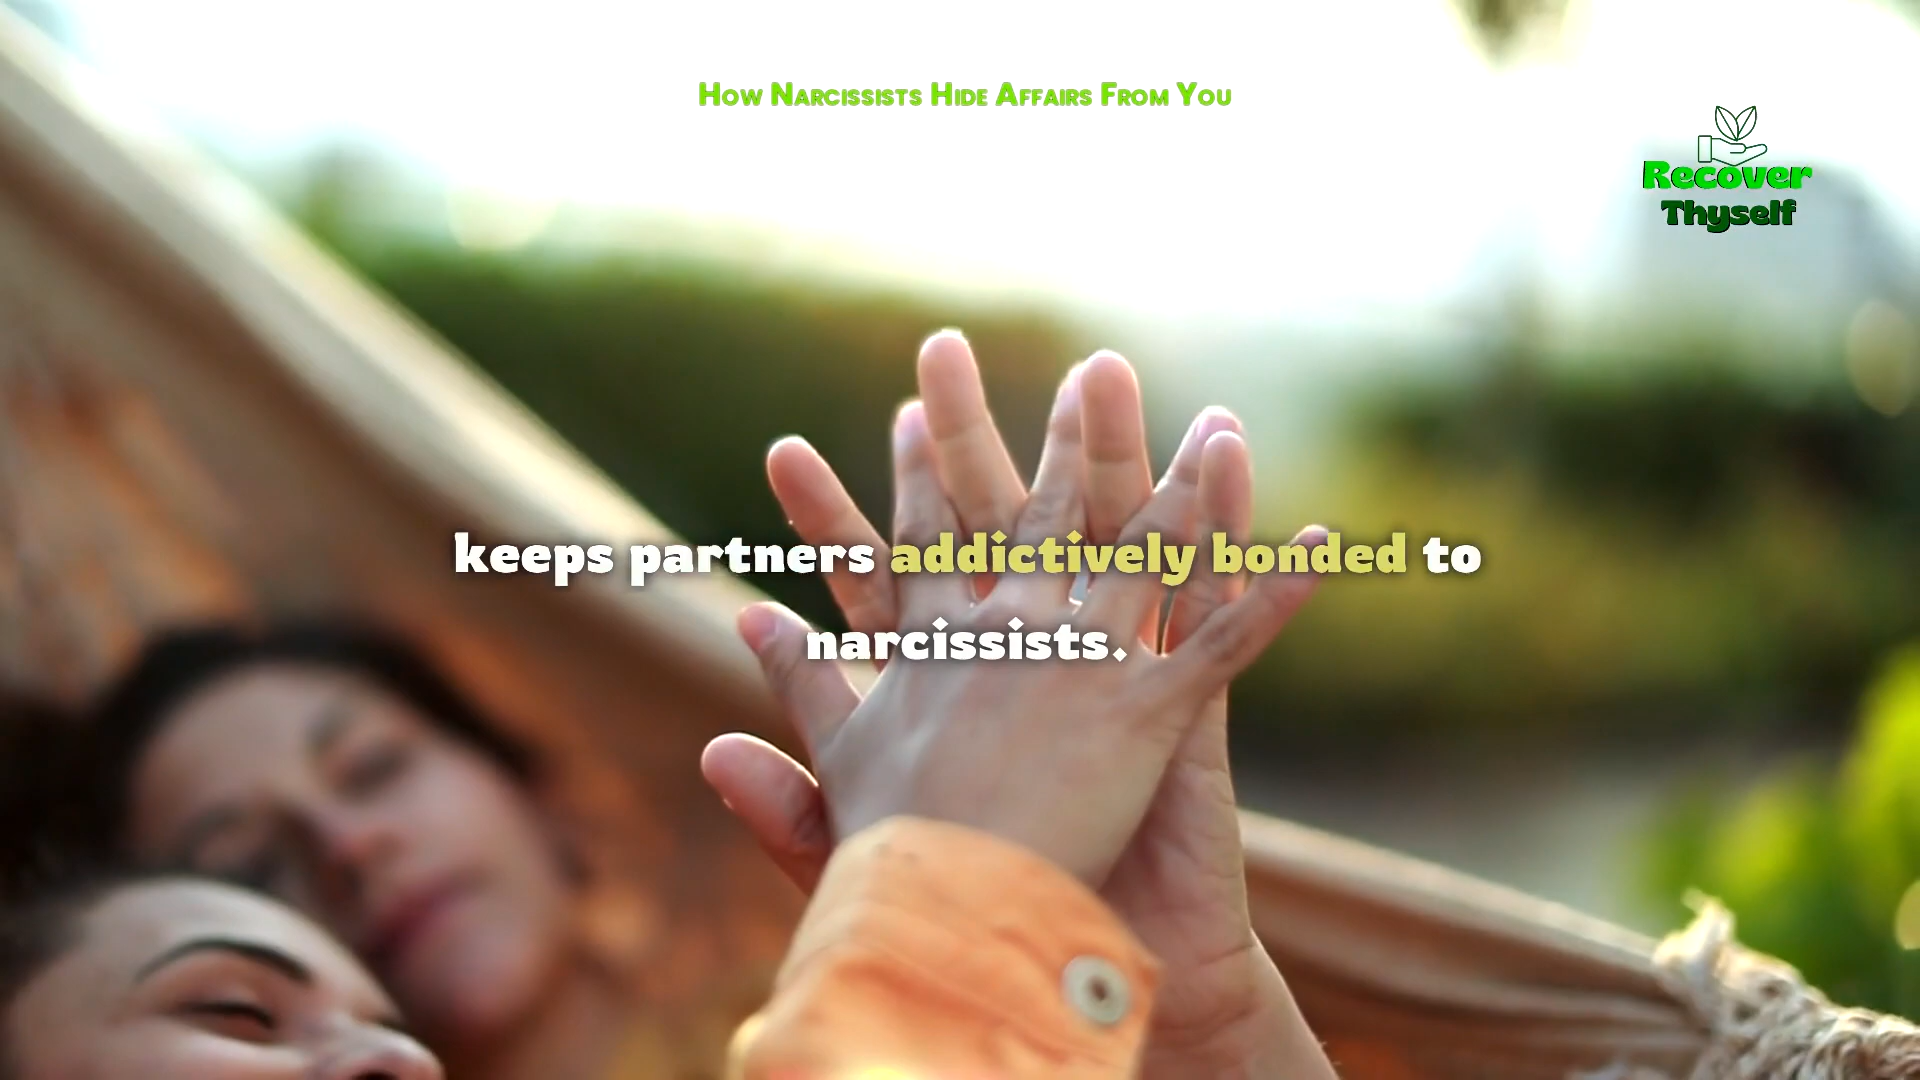 How Narcissists Hide Affairs From You
Recover
Thyself
keeps partners addictively bonded to
narcissists.